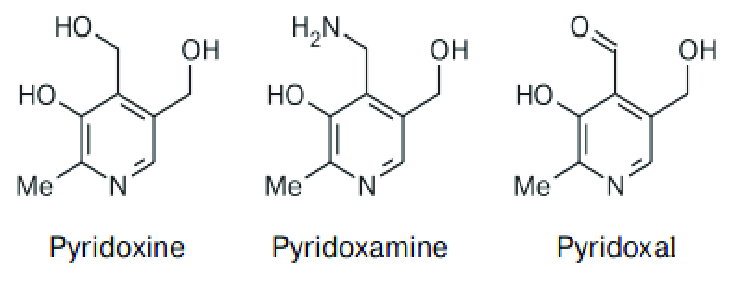 HO
OH
HO
Me
N
Pyridoxine
H₂N
OH
HO
Me
N
Pyridoxamine
O
OH
HO
Me
N
Pyridoxal